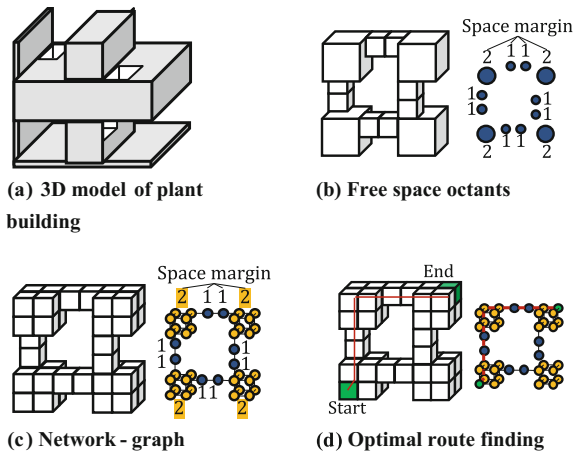 (a) 3D model of plant
building
Space margin
2 1 1 2
1 1
1 1
2 1 1 2
(b) Free space octants
Space margin
2 1 1 2
1 1
1 1
11
2 2
(c) Network - graph
End
Start
(d) Optimal route finding